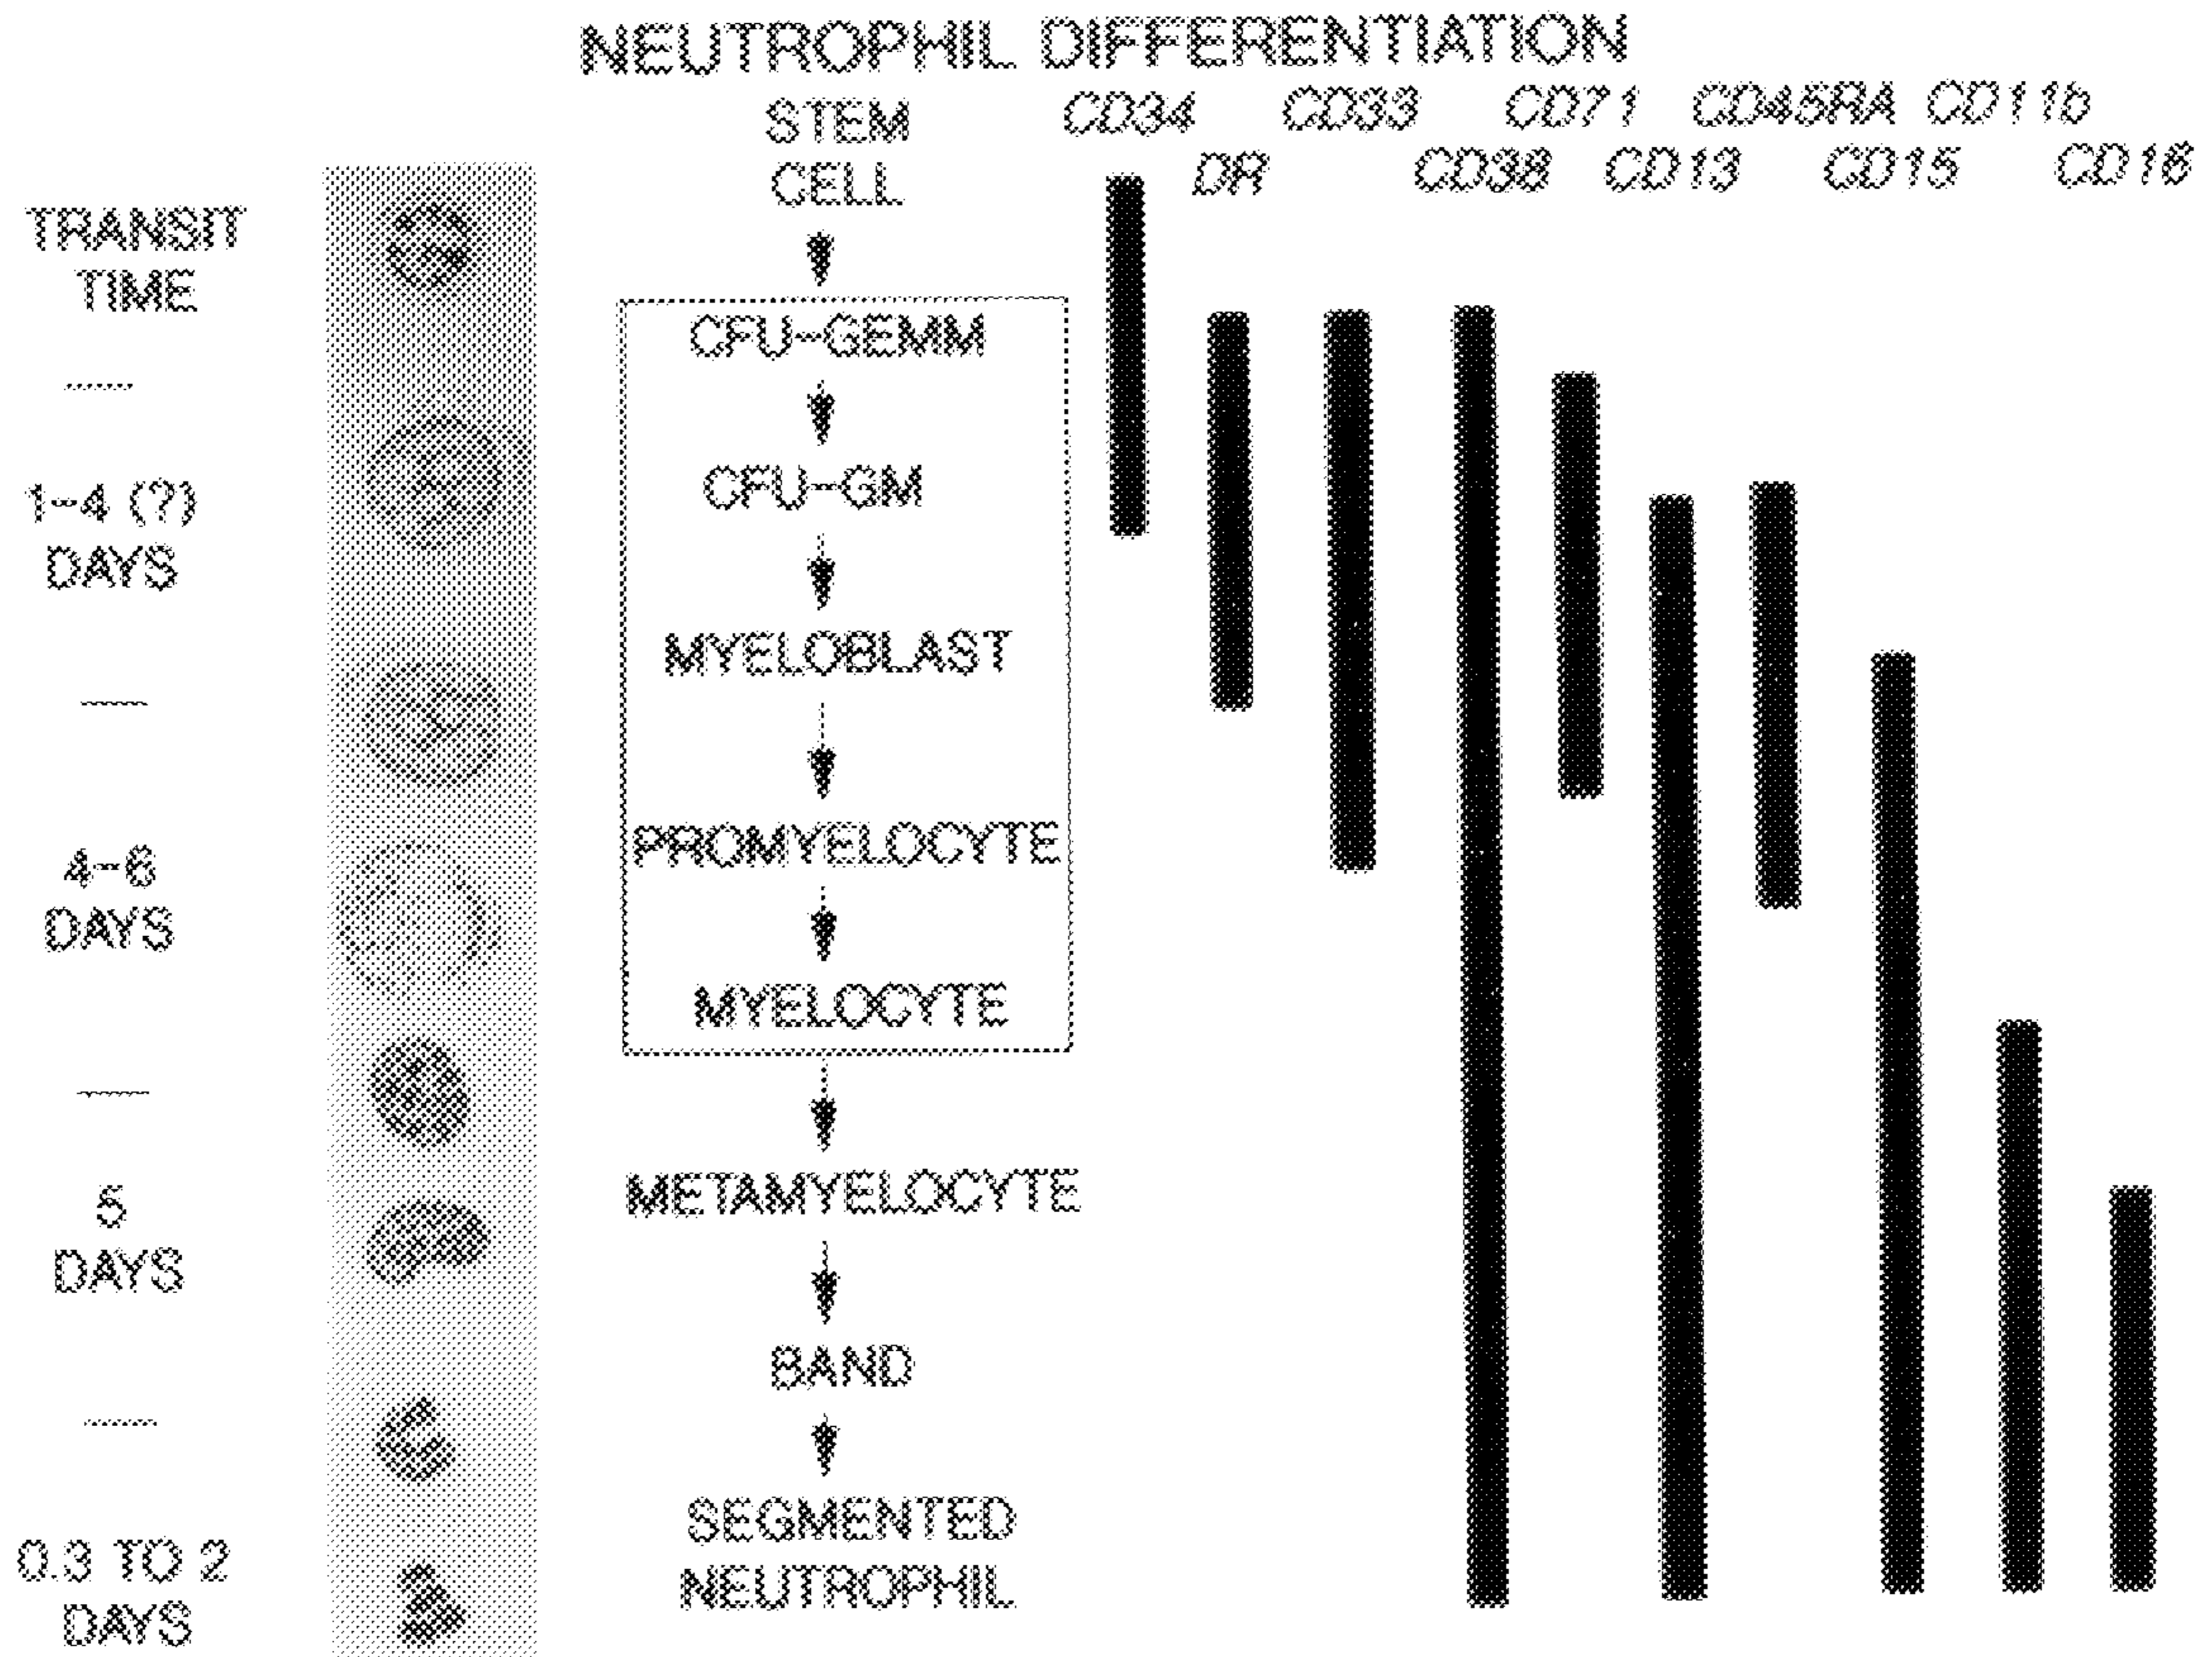 NEUTROPHIL DIFFERENTIATION
STEM
CELL
CD34
DR
CD33
CD38
CD71
CD13
CD45RA
CD15
CD11b
CD16
TRANSIT
TIME
CFU-GEMM
CFU-GM
1-4 (?)
DAYS
MYELOBLAST
PROMYELOCYTE
4-6
DAYS
MYELOCYTE
METAMYELOCYTE
5
DAYS
BAND
SEGMENTED
NEUTROPHIL
0.3 TO 2
DAYS